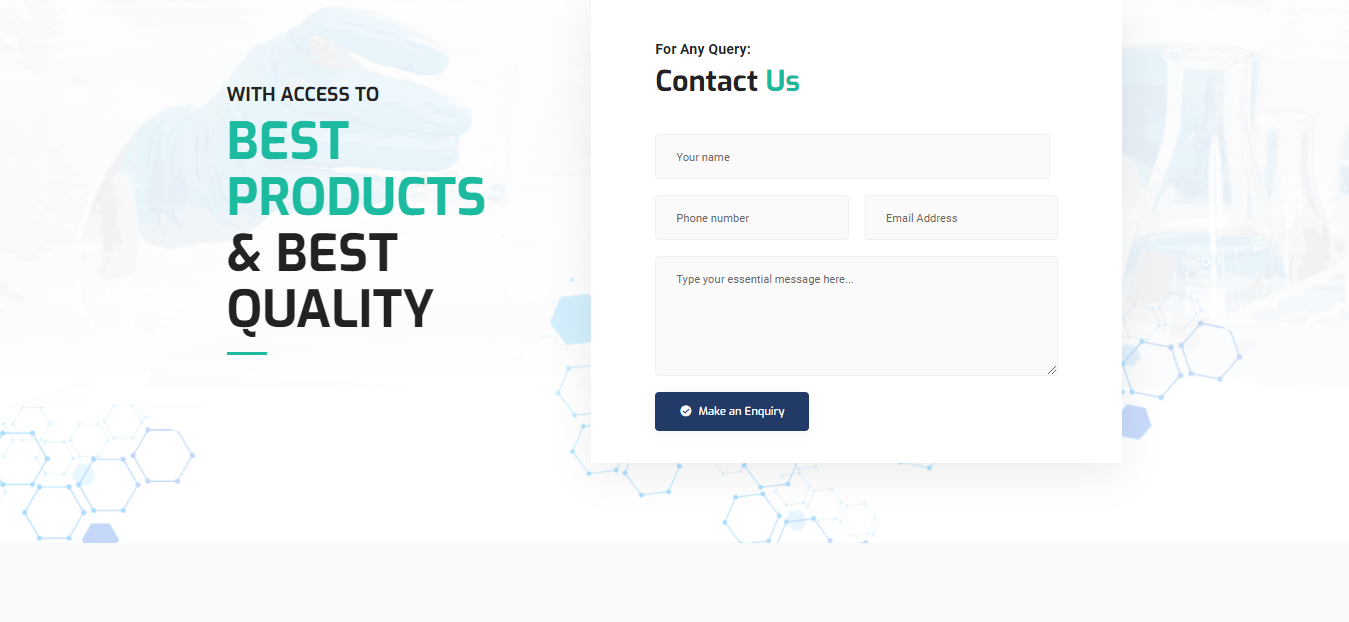 WITH ACCESS TO
BEST
PRODUCTS
& BEST
QUALITY
For Any Query:
Contact Us
Your name
Phone number
Email Address
Type your essential message here...
Make an Enquiry
250